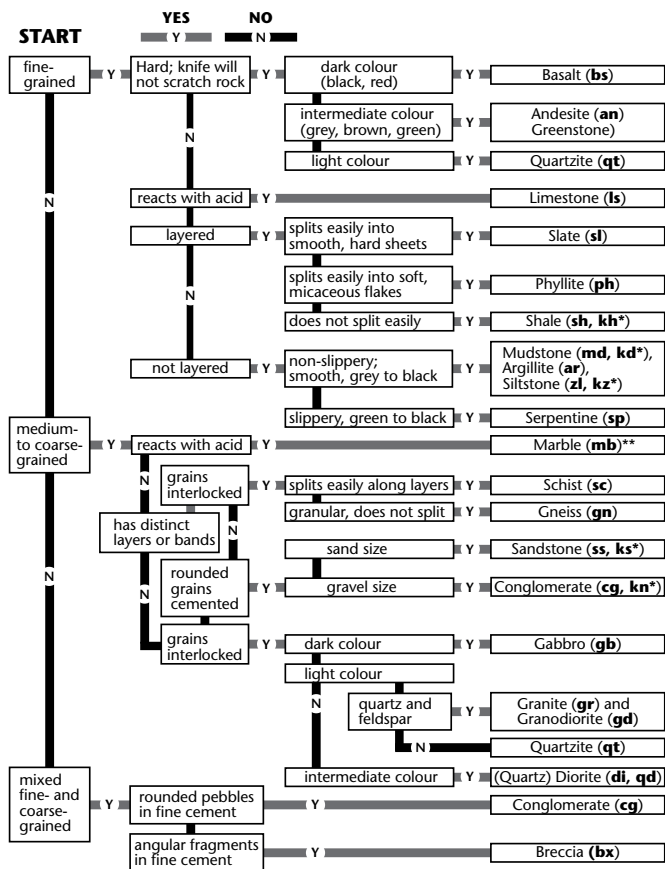 YES NO
START Y N
fine-grained Y Hard; knife will not scratch rock Y dark colour (black, red) Y Basalt (bs)
intermediate colour (grey, brown, green) Y Andesite (an) Greenstone)
N
light colour Y Quartzite (qt)
N
reacts with acid Y Limestone (ls)
layered Y splits easily into smooth, hard sheets Y Slate (sl)
splits easily into soft, micaceous flakes Y Phyllite (ph)
N
does not split easily Y Shale (sh, kh*)
not layered Y non-slippery; smooth, grey to black Y Mudstone (md, kd*), Argillite (ar), Siltstone (zl, kz*)
slippery, green to black Y Serpentine (sp)
medium- to coarse-grained Y reacts with acid Y Marble (mb)**
N
grains interlocked Y splits easily along layers Y Schist (sc)
granular, does not split Y Gneiss (gn)
has distinct layers or bands N
sand size Y Sandstone (ss, ks*)
N
rounded grains cemented Y gravel size Y Conglomerate (cg, kn*)
N
grains interlocked Y dark colour Y Gabbro (gb)
light colour
N
quartz and feldspar Y Granite (gr) and Granodiorite (gd)
N Quartzite (qt)
intermediate colour Y (Quartz) Diorite (di, qd)
mixed fine- and coarse-grained Y rounded pebbles in fine cement Y Conglomerate (cg)
angular fragments in fine cement Y Breccia (bx)